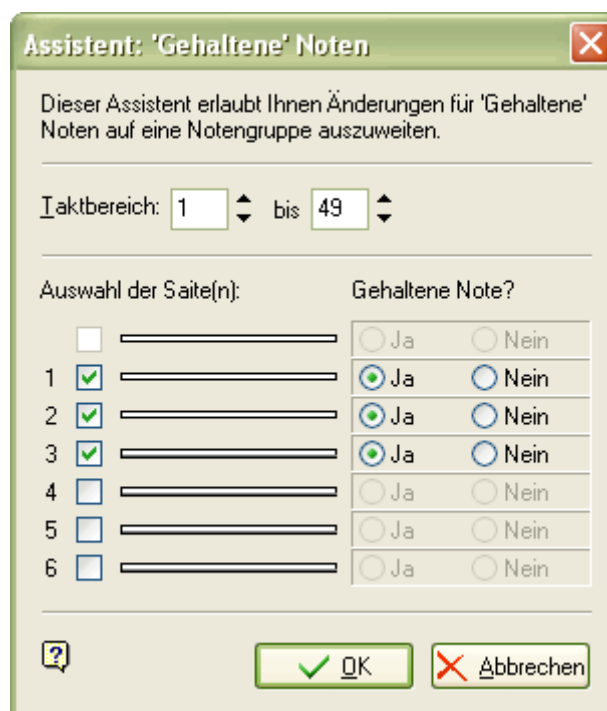 Assistent: 'Gehaltene' Noten
Dieser Assistent erlaubt Ihnen Änderungen für 'Gehaltene'
Noten auf eine Notengruppe auszuweiten.
Taktbereich: 1 bis 49
Auswahl der Saite(n): Gehaltene Note?
Ja Nein
1 Ja Nein
2 Ja Nein
3 Ja Nein
4 Ja Nein
5 Ja Nein
6 Ja Nein
? OK Abbrechen